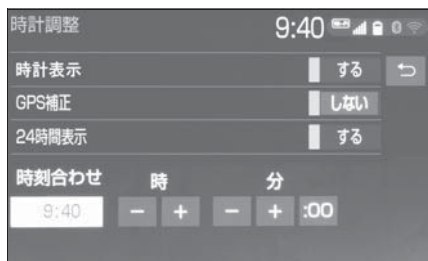 時計調整 9:40
時計表示 する
GPS補正 しない
24時間表示 する
時刻合わせ 時 分
9:40 - + - + :00